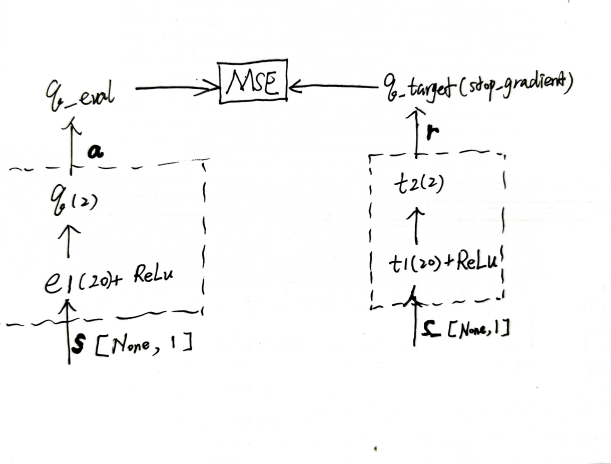 q_eval
MSE
q_target(stop_gradient)
a
r
q(2)
t2(2)
e1(20)+ ReLu
t1(20)+ReLu
s [None, 1]
s_ [None, 1]